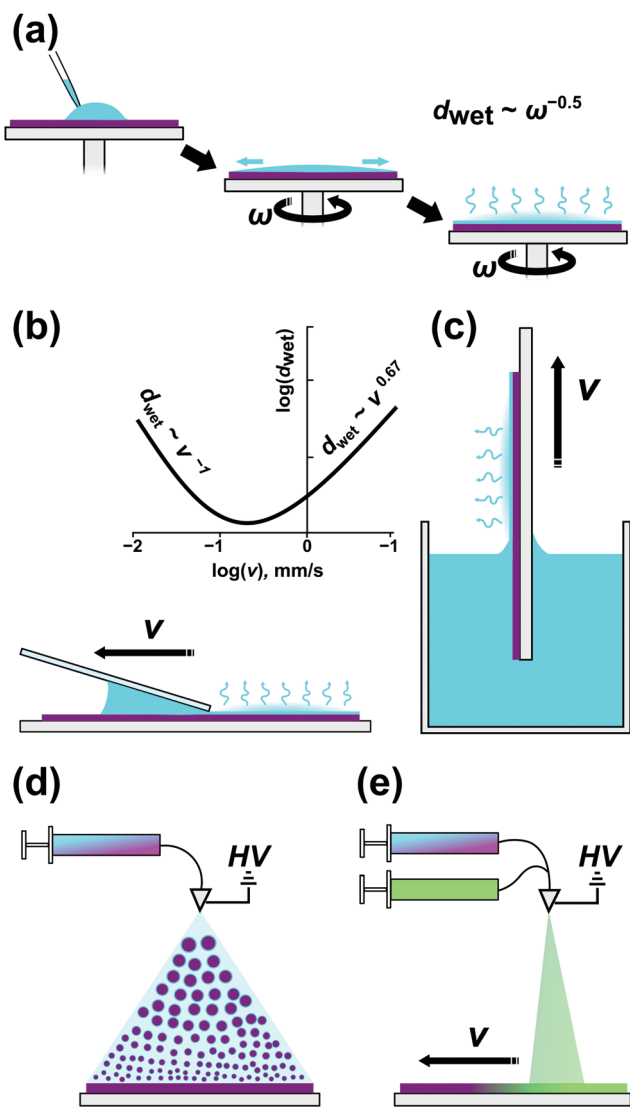 (a)
d_wet ~ ω^−0.5
ω
ω
(b)
log(d_wet)
d_wet ~ v^−1
d_wet ~ v^0.67
−2
−1
0
−1
log(v), mm/s
v
(c)
v
(d)
HV
(e)
HV
v